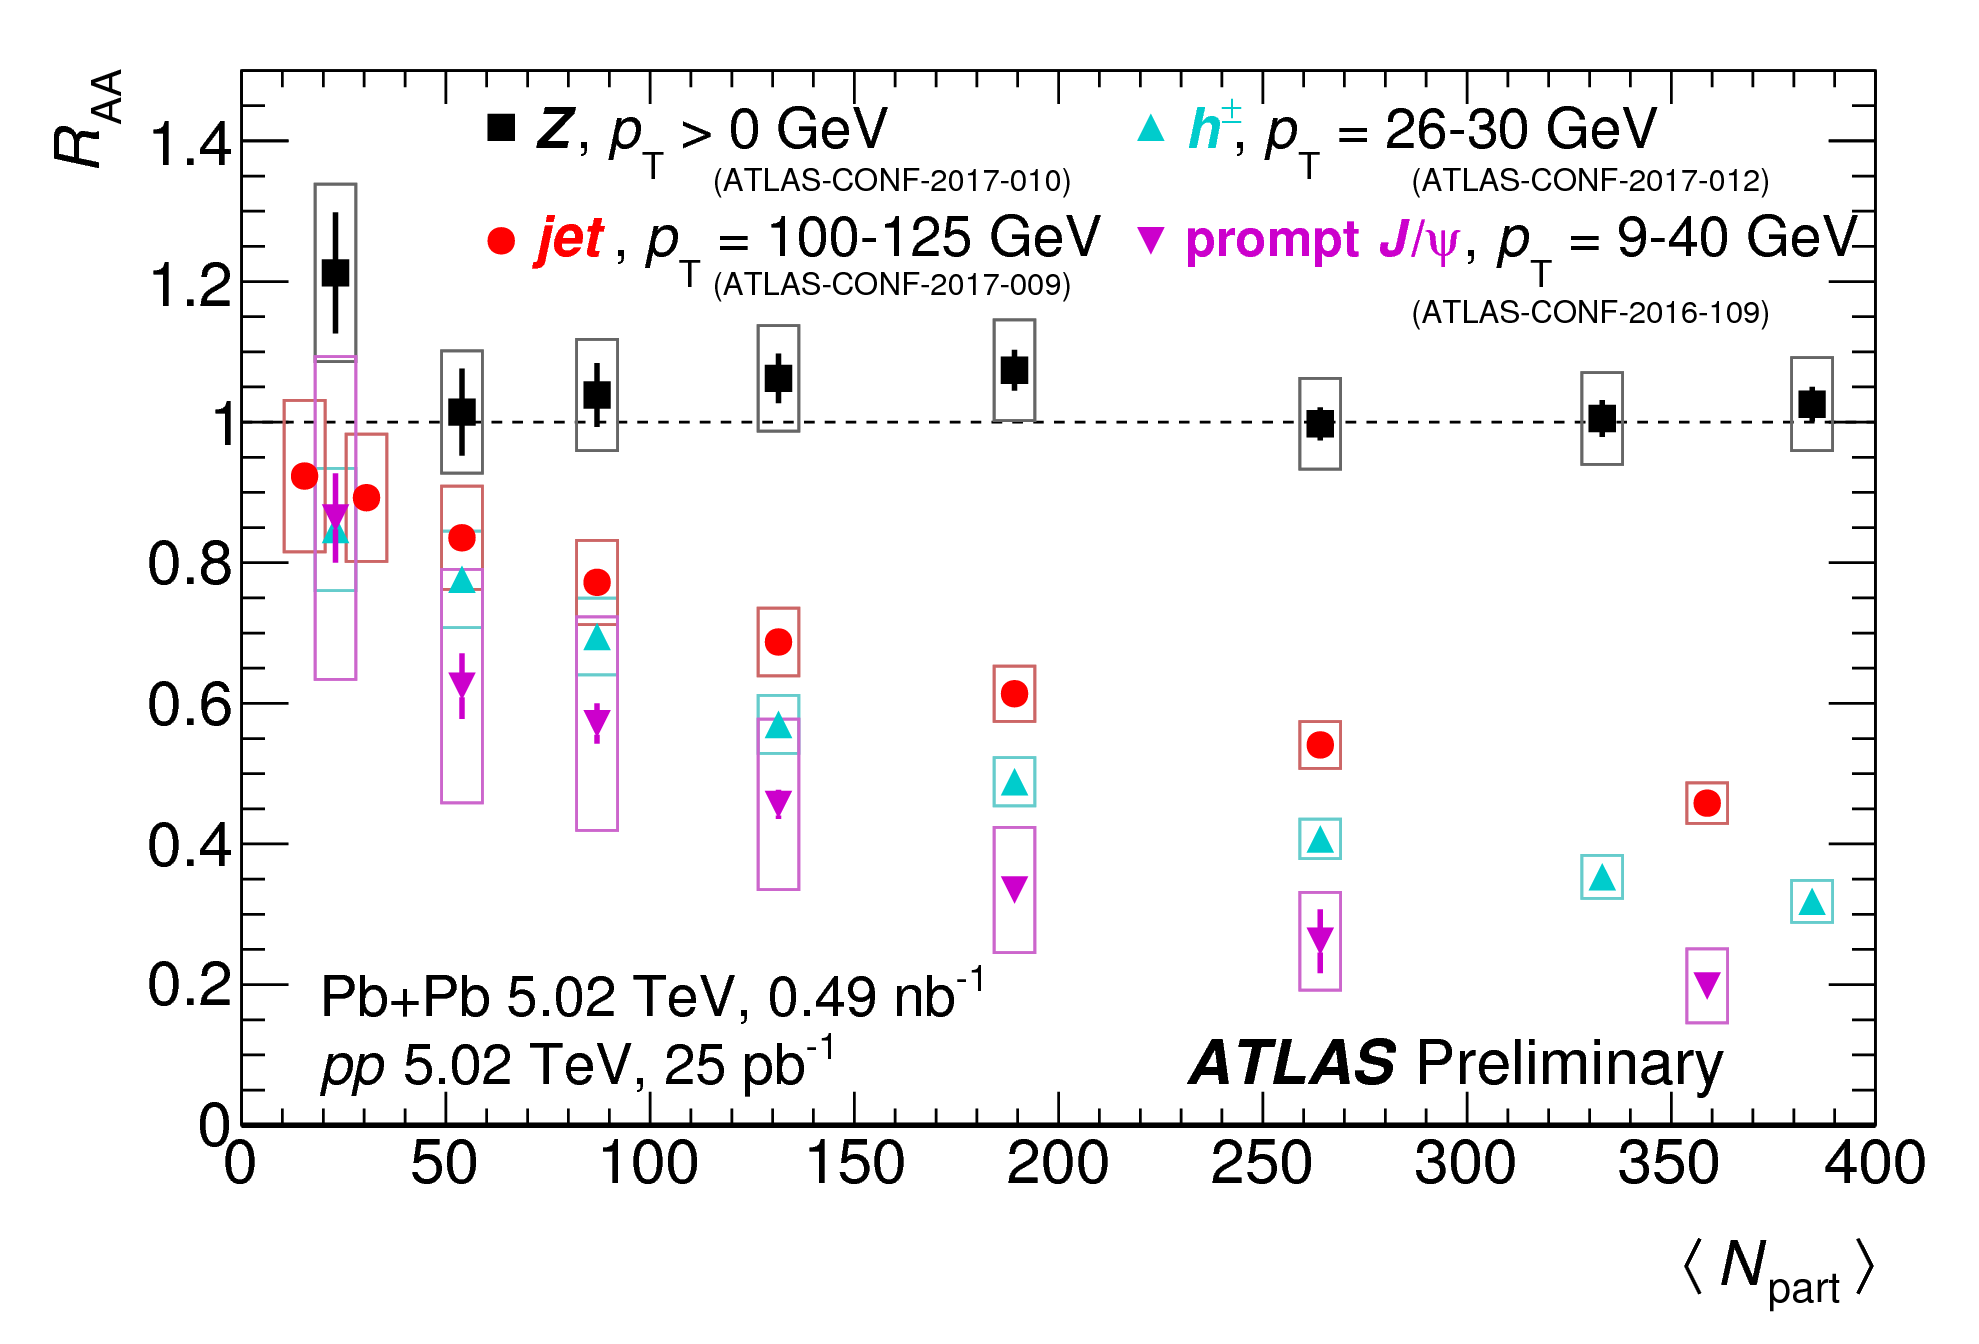 R_AA
1.4
1.2
1
0.8
0.6
0.4
0.2
0
Z, p_T > 0 GeV
(ATLAS-CONF-2017-010)
jet , p_T = 100-125 GeV
(ATLAS-CONF-2017-009)
h^±, p_T = 26-30 GeV
(ATLAS-CONF-2017-012)
prompt J/ψ, p_T = 9-40 GeV
(ATLAS-CONF-2016-109)
Pb+Pb 5.02 TeV, 0.49 nb^-1
pp 5.02 TeV, 25 pb^-1
ATLAS Preliminary
0 50 100 150 200 250 300 350 400
⟨ N_part ⟩